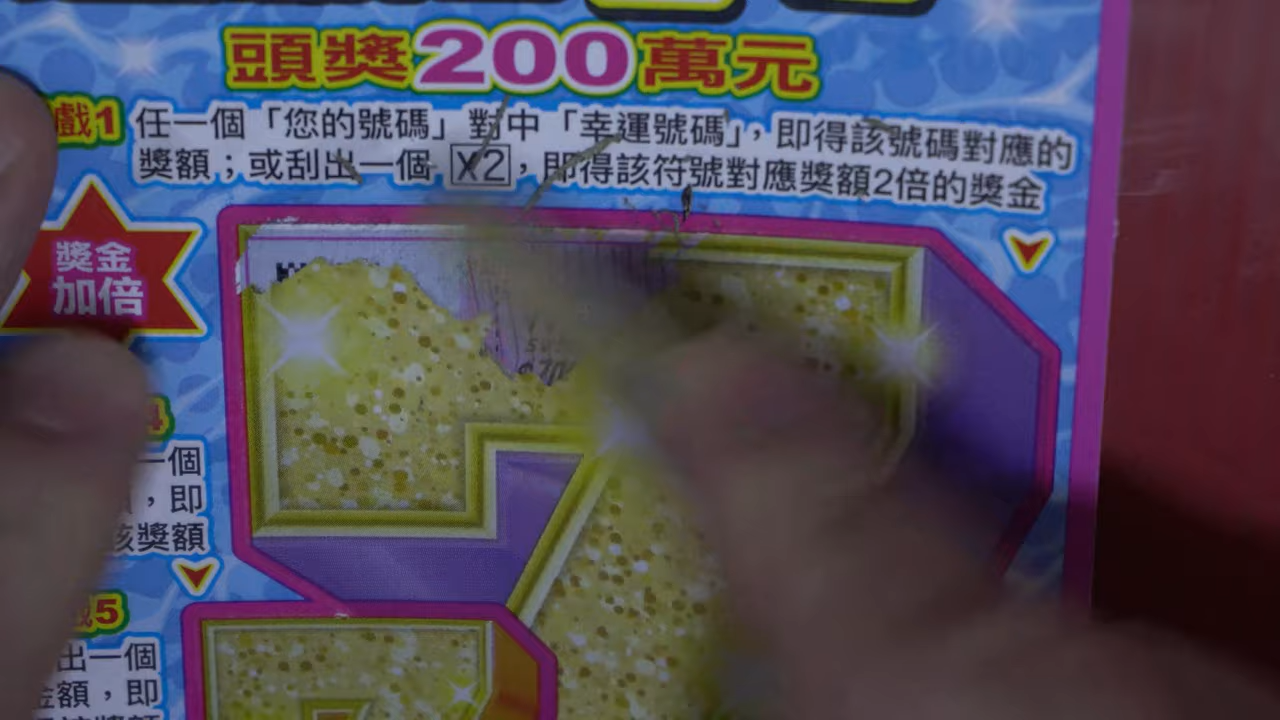 頭獎200萬元
戲1
任一個「您的號碼」對中「幸運號碼」，即得該號碼對應的
獎額；或刮出一個 X2，即得該符號對應獎額2倍的獎金
獎金
加倍
4
一個
，即
該獎額
戲5
出一個
金額，即